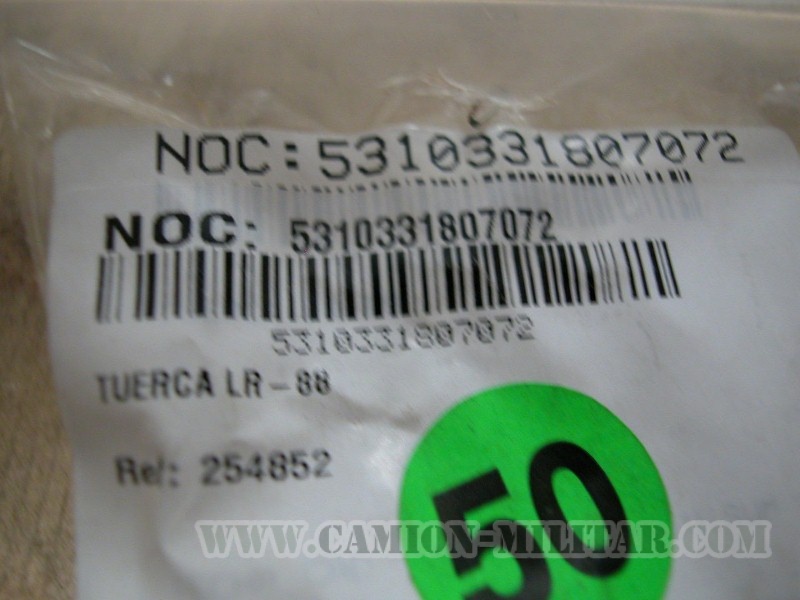 NOC:5310331807072
NOC: 5310331807072
5310331807072
TUERCA LR-88
Ref: 254852
50
WWW.CAMION-MILITAR.COM